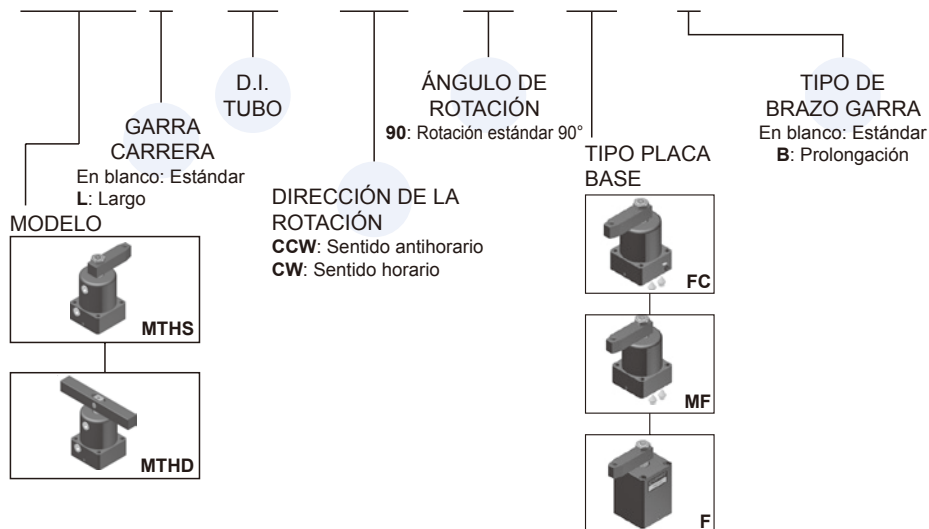 D.I.
TUBO
ÁNGULO DE
ROTACIÓN
90: Rotación estándar 90°
TIPO DE
BRAZO GARRA
En blanco: Estándar
B: Prolongación
GARRA
CARRERA
En blanco: Estándar
L: Largo
TIPO PLACA
BASE
DIRECCIÓN DE LA
ROTACIÓN
CCW: Sentido antihorario
CW: Sentido horario
MODELO
MTHS
MTHD
FC
MF
F